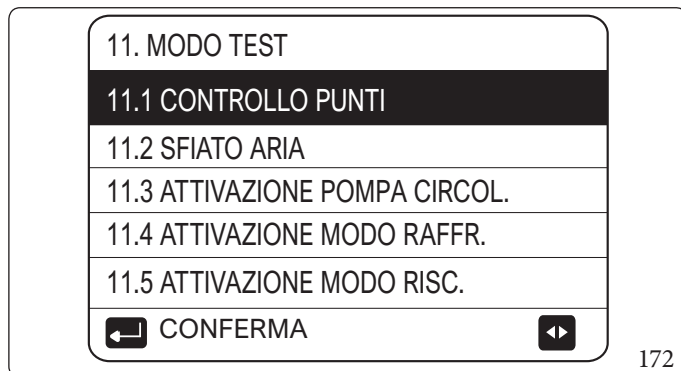 11. MODO TEST
11.1 CONTROLLO PUNTI
11.2 SFIATO ARIA
11.3 ATTIVAZIONE POMPA CIRCOL.
11.4 ATTIVAZIONE MODO RAFFR.
11.5 ATTIVAZIONE MODO RISC.
CONFERMA
172